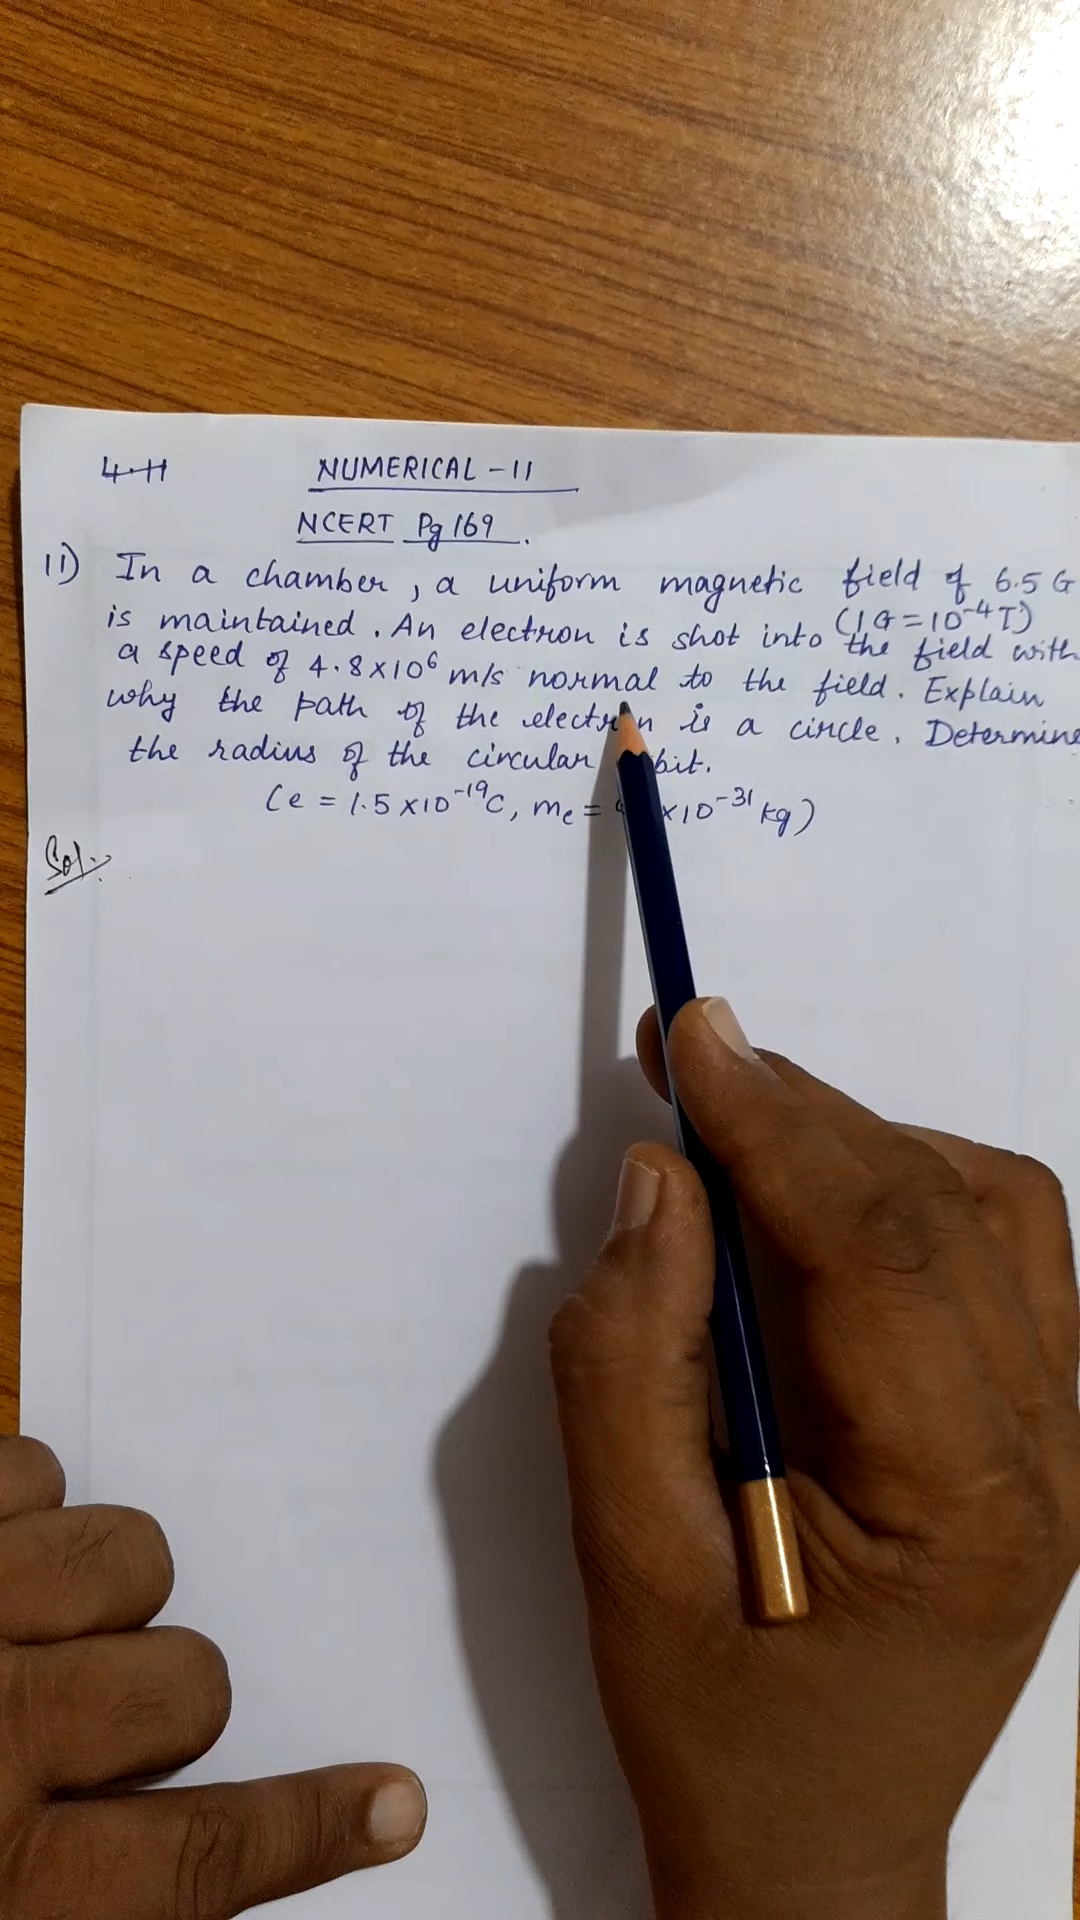 4.11 NUMERICAL - 11
NCERT Pg 169.
11) In a chamber, a uniform magnetic field of 6.5 G
is maintained. An electron is shot into (1 G = 10⁻⁴T) the field with
a speed of 4.8 × 10⁶ m/s normal to the field. Explain
why the path of the electron is a circle. Determine
the radius of the circular bit.
(e = 1.5 × 10⁻¹⁹C, me = × 10⁻³¹ kg)
Sol: